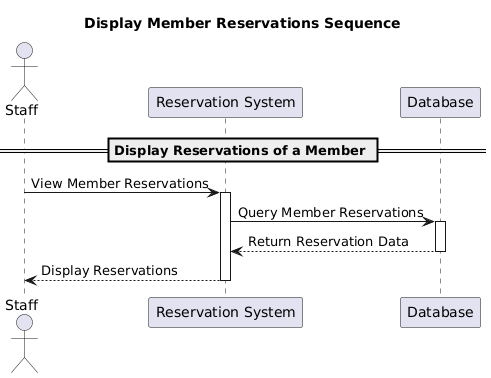 Display Member Reservations Sequence
Staff
Reservation System
Database
Display Reservations of a Member
View Member Reservations
Query Member Reservations
Return Reservation Data
Display Reservations
Staff
Reservation System
Database